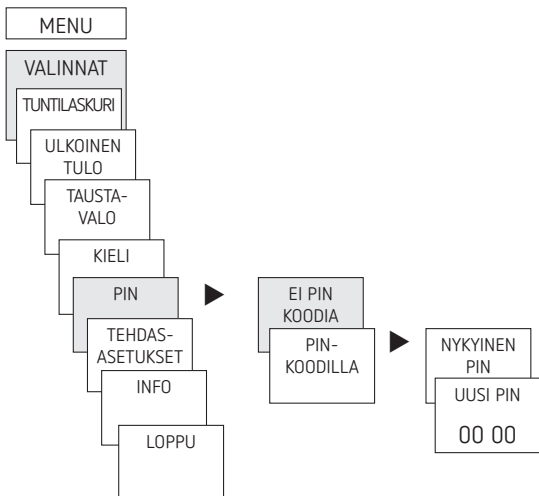 MENU
VALINNAT
TUNTILASKURI
ULKOINEN
TULO
TAUSTA-
VALO
KIELI
PIN
TEHDAS-
ASETUKSET
INFO
LOPPU
EI PIN
KOODIA
PIN-
KOODILLA
NYKYINEN
PIN
UUSI PIN
00 00